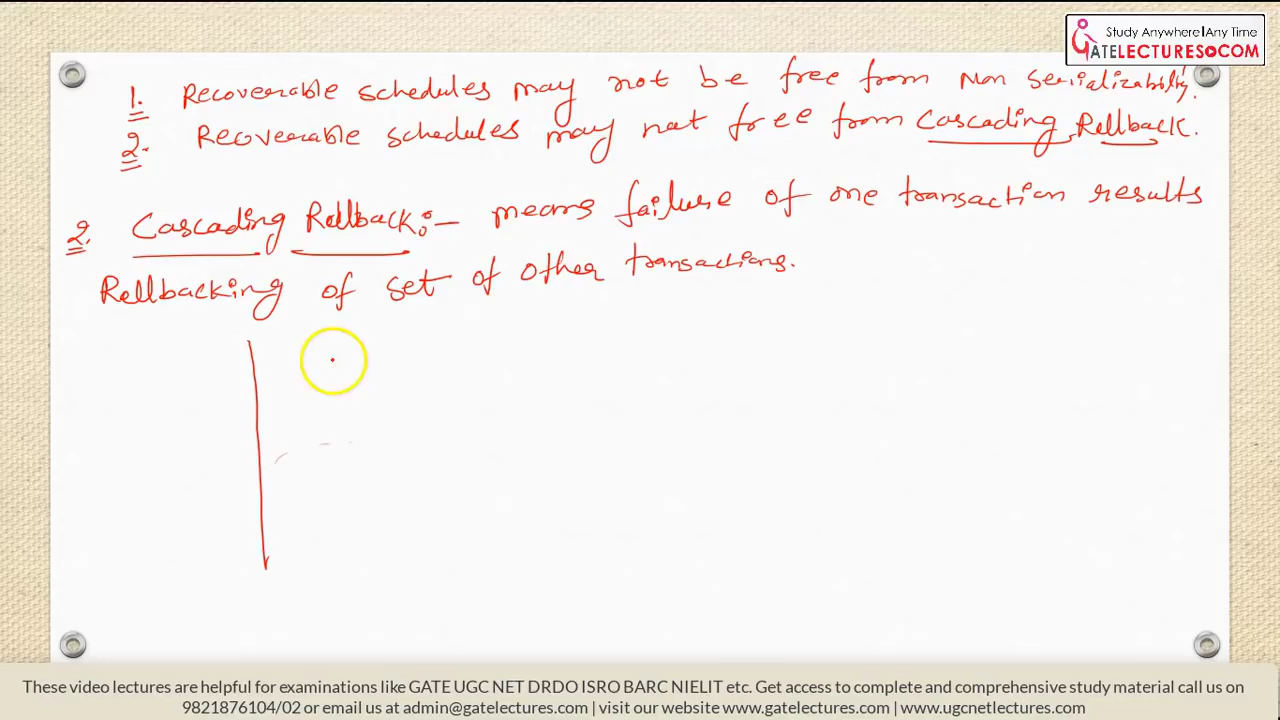 Study Anywhere|Any Time
GATELECTURES.COM
1. Recoverable schedules may not be free from Non serializability.
2. Recoverable schedules may not free from Cascading Rollback.
2. Cascading Rollback:- means failure of one transaction results
Rollbacking of set of other transactions.
These video lectures are helpful for examinations like GATE UGC NET DRDO ISRO BARC NIELIT etc. Get access to complete and comprehensive study material call us on
9821876104/02 or email us at admin@gatelectures.com | visit our website www.gatelectures.com | www.ugcnetlectures.com